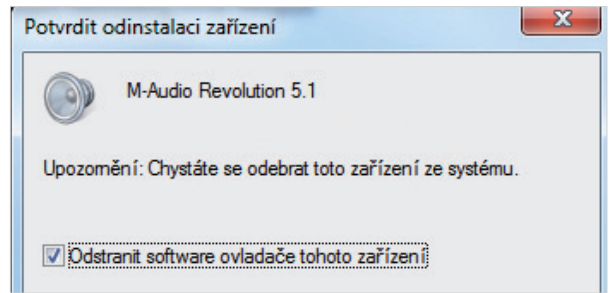 Potvrdit odinstalaci zařízení
M-Audio Revolution 5.1
Upozornění: Chystáte se odebrat toto zařízení ze systému.
Odstranit software ovladače tohoto zařízení